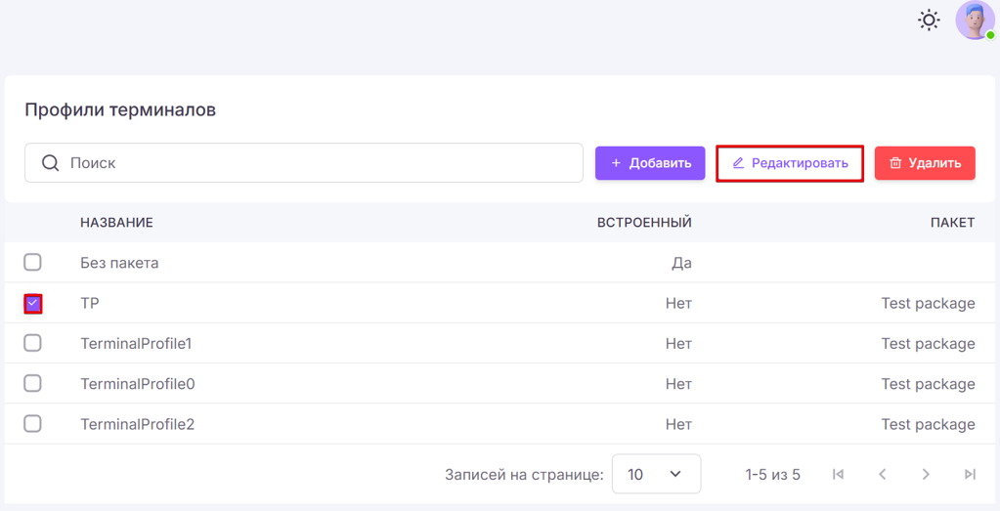 Профили терминалов
Поиск
+ Добавить
Редактировать
Удалить
НАЗВАНИЕ ВСТРОЕННЫЙ ПАКЕТ
Без пакета Да
TP Нет Test package
TerminalProfile1 Нет Test package
TerminalProfile0 Нет Test package
TerminalProfile2 Нет Test package
Записей на странице: 10 1-5 из 5